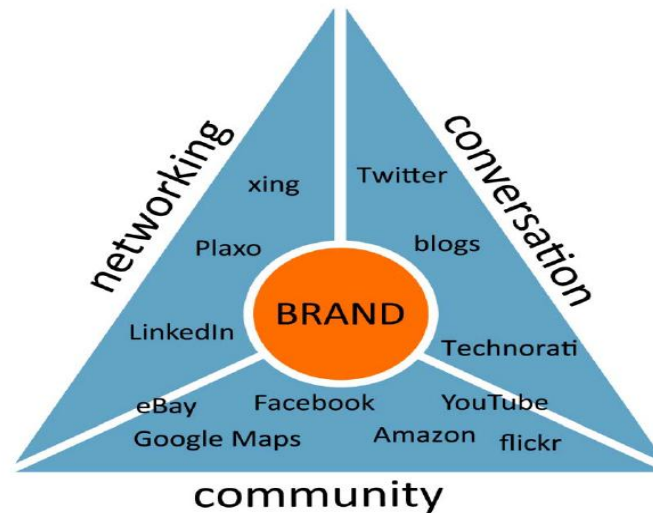 networking
conversation
xing
Twitter
Plaxo
blogs
BRAND
LinkedIn
Technorati
eBay
Facebook
YouTube
Google Maps
Amazon
flickr
community